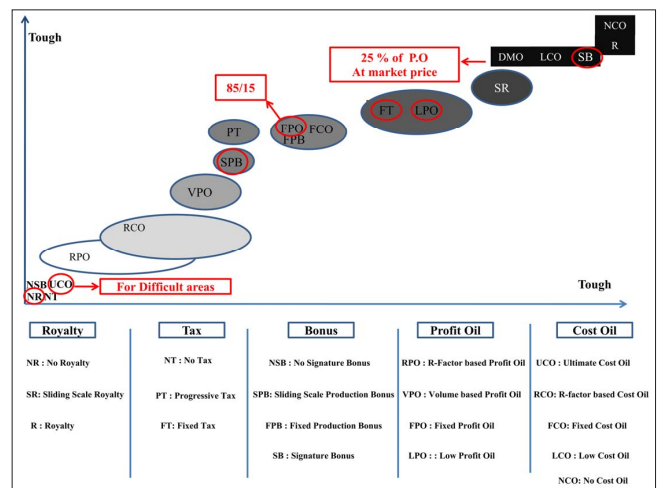 Tough
NCO
R
25 % of P.O
At market price
DMO LCO SB
85/15
SR
FT LPO
PT
FPO FCO
FPB
SPB
VPO
RCO
RPO
NSB UCO
NR NT
For Difficult areas
Tough
Royalty
NR : No Royalty
SR: Sliding Scale Royalty
R : Royalty
Tax
NT : No Tax
PT : Progressive Tax
FT: Fixed Tax
Bonus
NSB : No Signature Bonus
SPB: Sliding Scale Production Bonus
FPB : Fixed Production Bonus
SB : Signature Bonus
Profit Oil
RPO : R-Factor based Profit Oil
VPO : Volume based Profit Oil
FPO : Fixed Profit Oil
LPO : : Low Profit Oil
Cost Oil
UCO : Ultimate Cost Oil
RCO: R-factor based Cost Oil
FCO: Fixed Cost Oil
LCO : Low Cost Oil
NCO: No Cost Oil